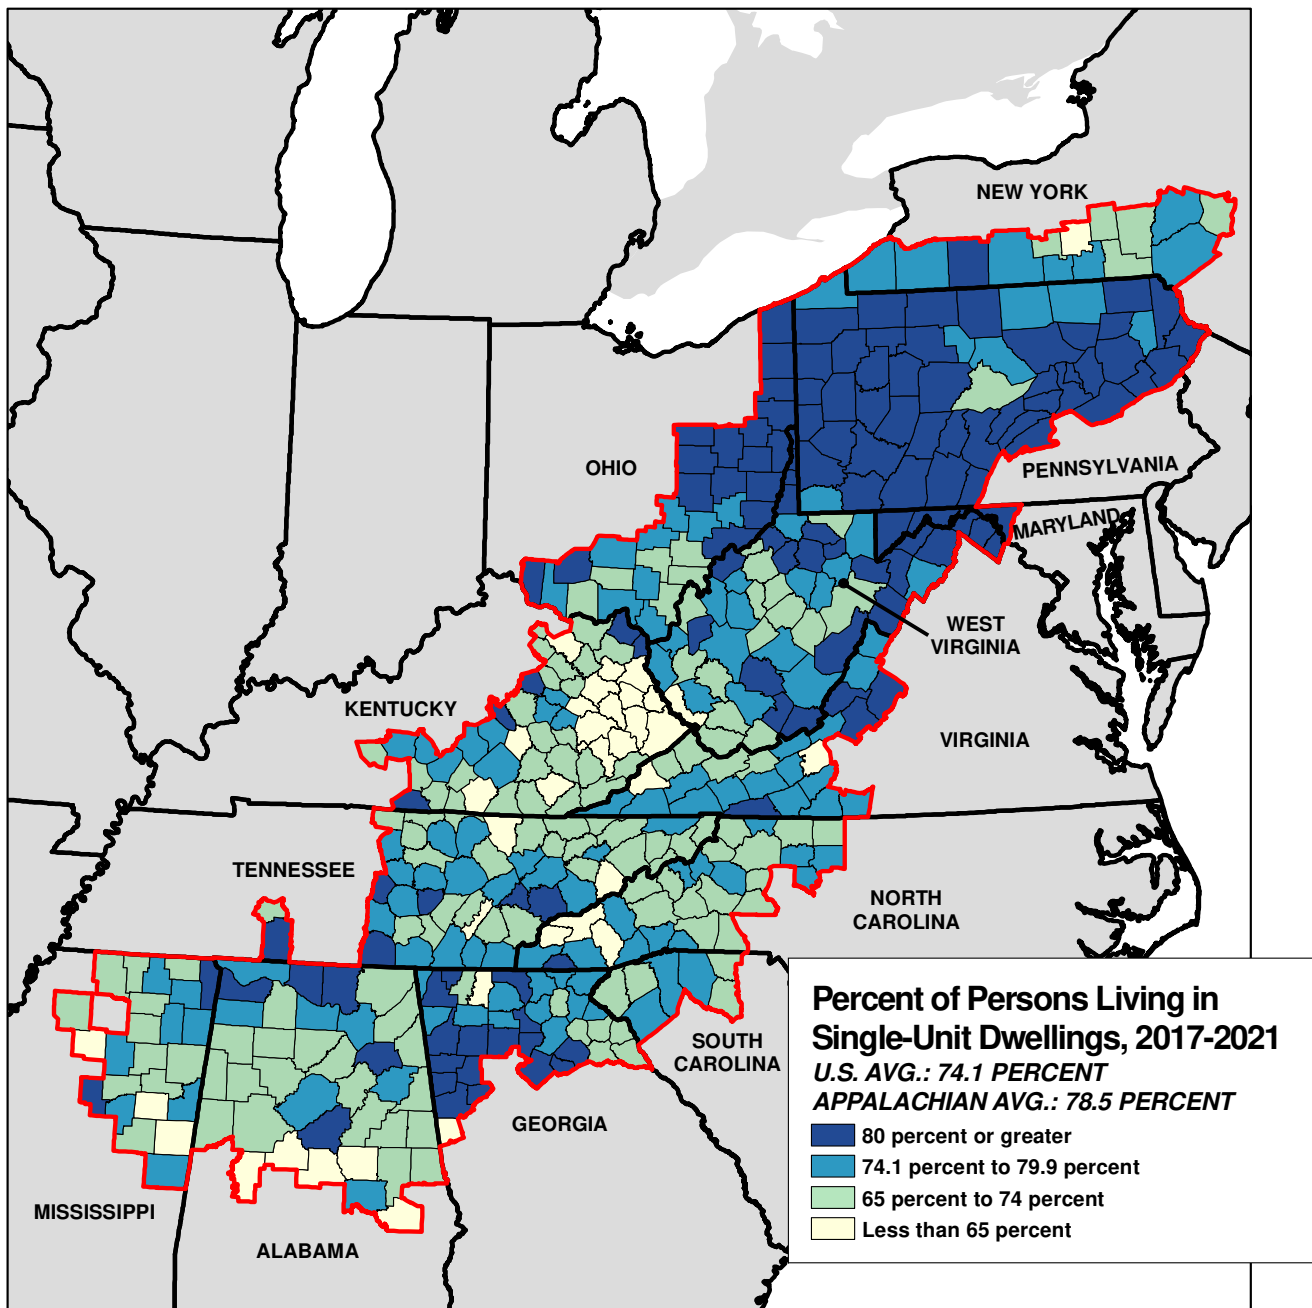 NEW YORK
OHIO
PENNSYLVANIA
MARYLAND
WEST
VIRGINIA
KENTUCKY
VIRGINIA
TENNESSEE
NORTH
CAROLINA
SOUTH
CAROLINA
GEORGIA
MISSISSIPPI
ALABAMA
Percent of Persons Living in
Single-Unit Dwellings, 2017-2021
U.S. AVG.: 74.1 PERCENT
APPALACHIAN AVG.: 78.5 PERCENT
80 percent or greater
74.1 percent to 79.9 percent
65 percent to 74 percent
Less than 65 percent